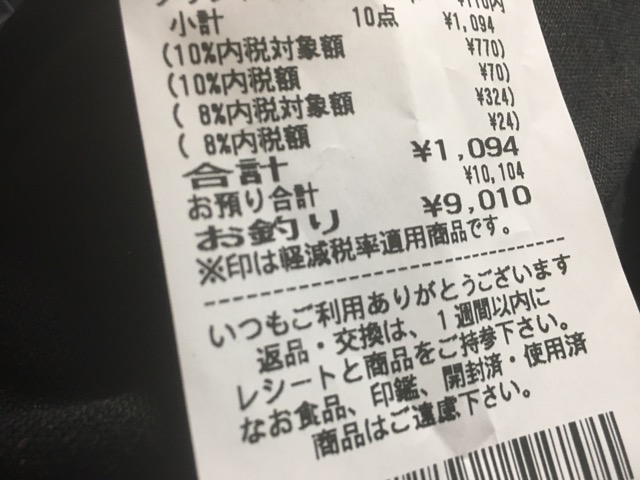 ¥110内
小計 10点 ¥1,094
(10%内税対象額 ¥770)
(10%内税額 ¥70)
( 8%内税対象額 ¥324)
( 8%内税額 ¥24)
合計 ¥1,094
お預り合計 ¥10,104
お釣り ¥9,010
※印は軽減税率適用商品です。
いつもご利用ありがとうございます
返品・交換は、1週間以内に
レシートと商品をご持参下さい。
なお食品、印鑑、開封済・使用済
商品はご遠慮下さい。